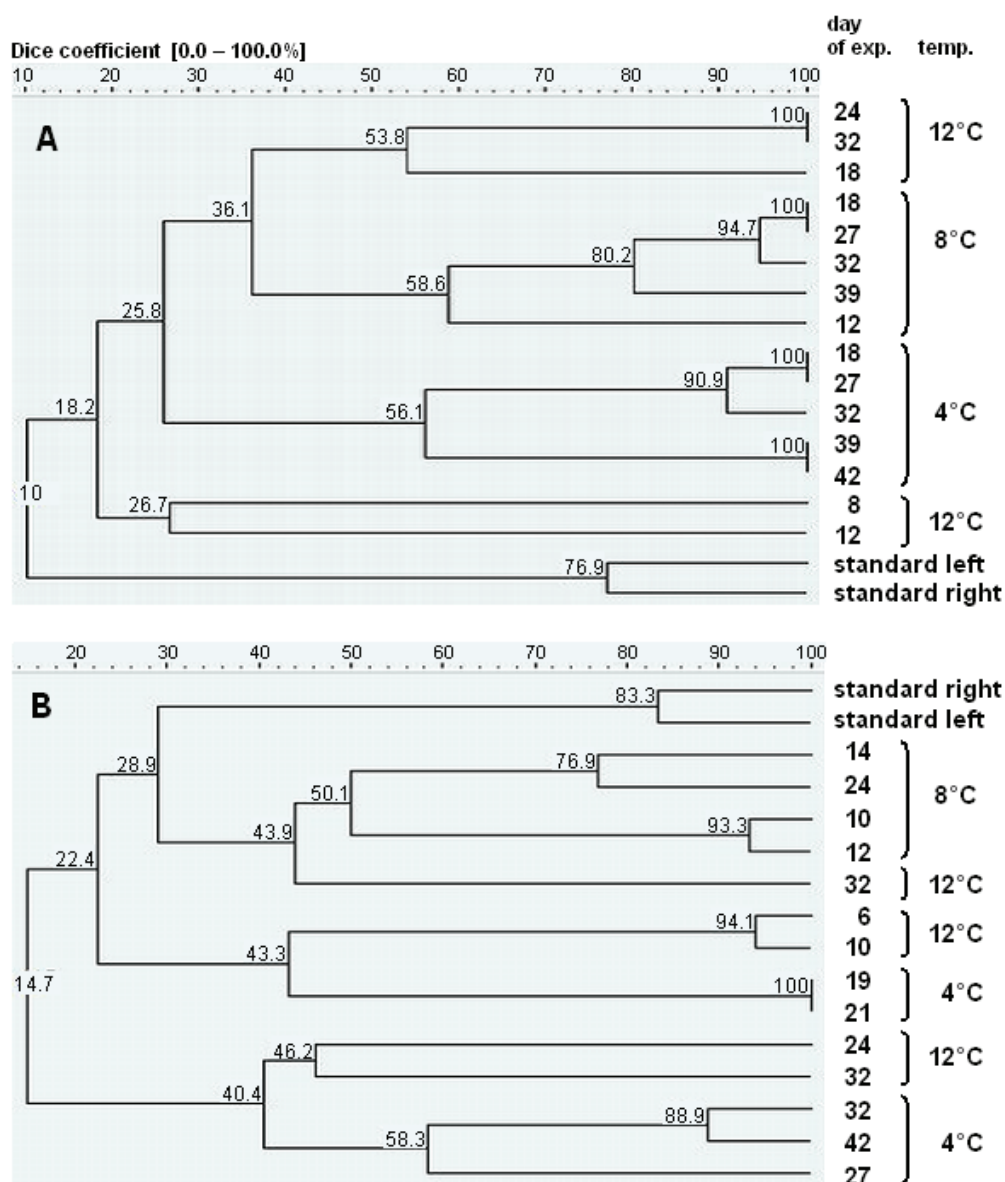 day
Dice coefficient [0.0 – 100.0%] of exp. temp.
10 20 30 40 50 60 70 80 90 100
A
100 24
53.8 32 12°C
18
36.1 100 18
94.7 27 8°C
80.2 32
58.6 39
25.8 12
100 18
90.9 27
18.2 56.1 32 4°C
100 39
42
10 26.7 8
12 12°C
76.9 standard left
standard right
20 30 40 50 60 70 80 90 100
B
83.3 standard right
standard left
28.9 76.9 14
50.1 24 8°C
43.9 93.3 10
12
22.4 32 12°C
94.1 6
43.3 10 12°C
14.7 100 19
21 4°C
46.2 24
32 12°C
40.4 88.9 32
58.3 42 4°C
27